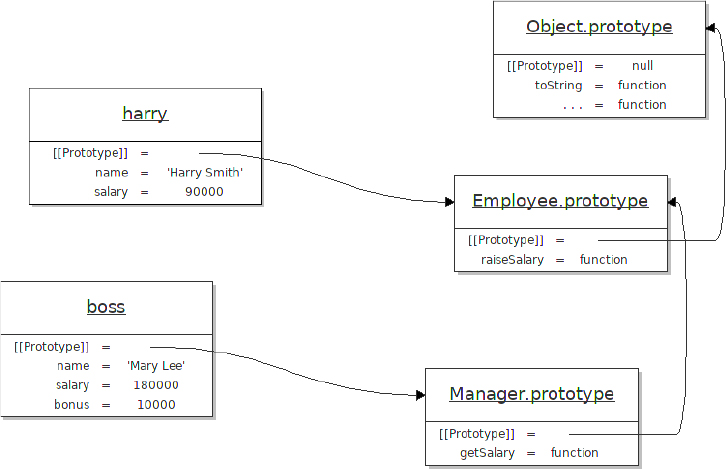 Object.prototype
[[Prototype]] = null
toString = function
... = function
harry
[[Prototype]] =
name = 'Harry Smith'
salary = 90000
Employee.prototype
[[Prototype]] =
raiseSalary = function
boss
[[Prototype]] =
name = 'Mary Lee'
salary = 180000
bonus = 10000
Manager.prototype
[[Prototype]] =
getSalary = function